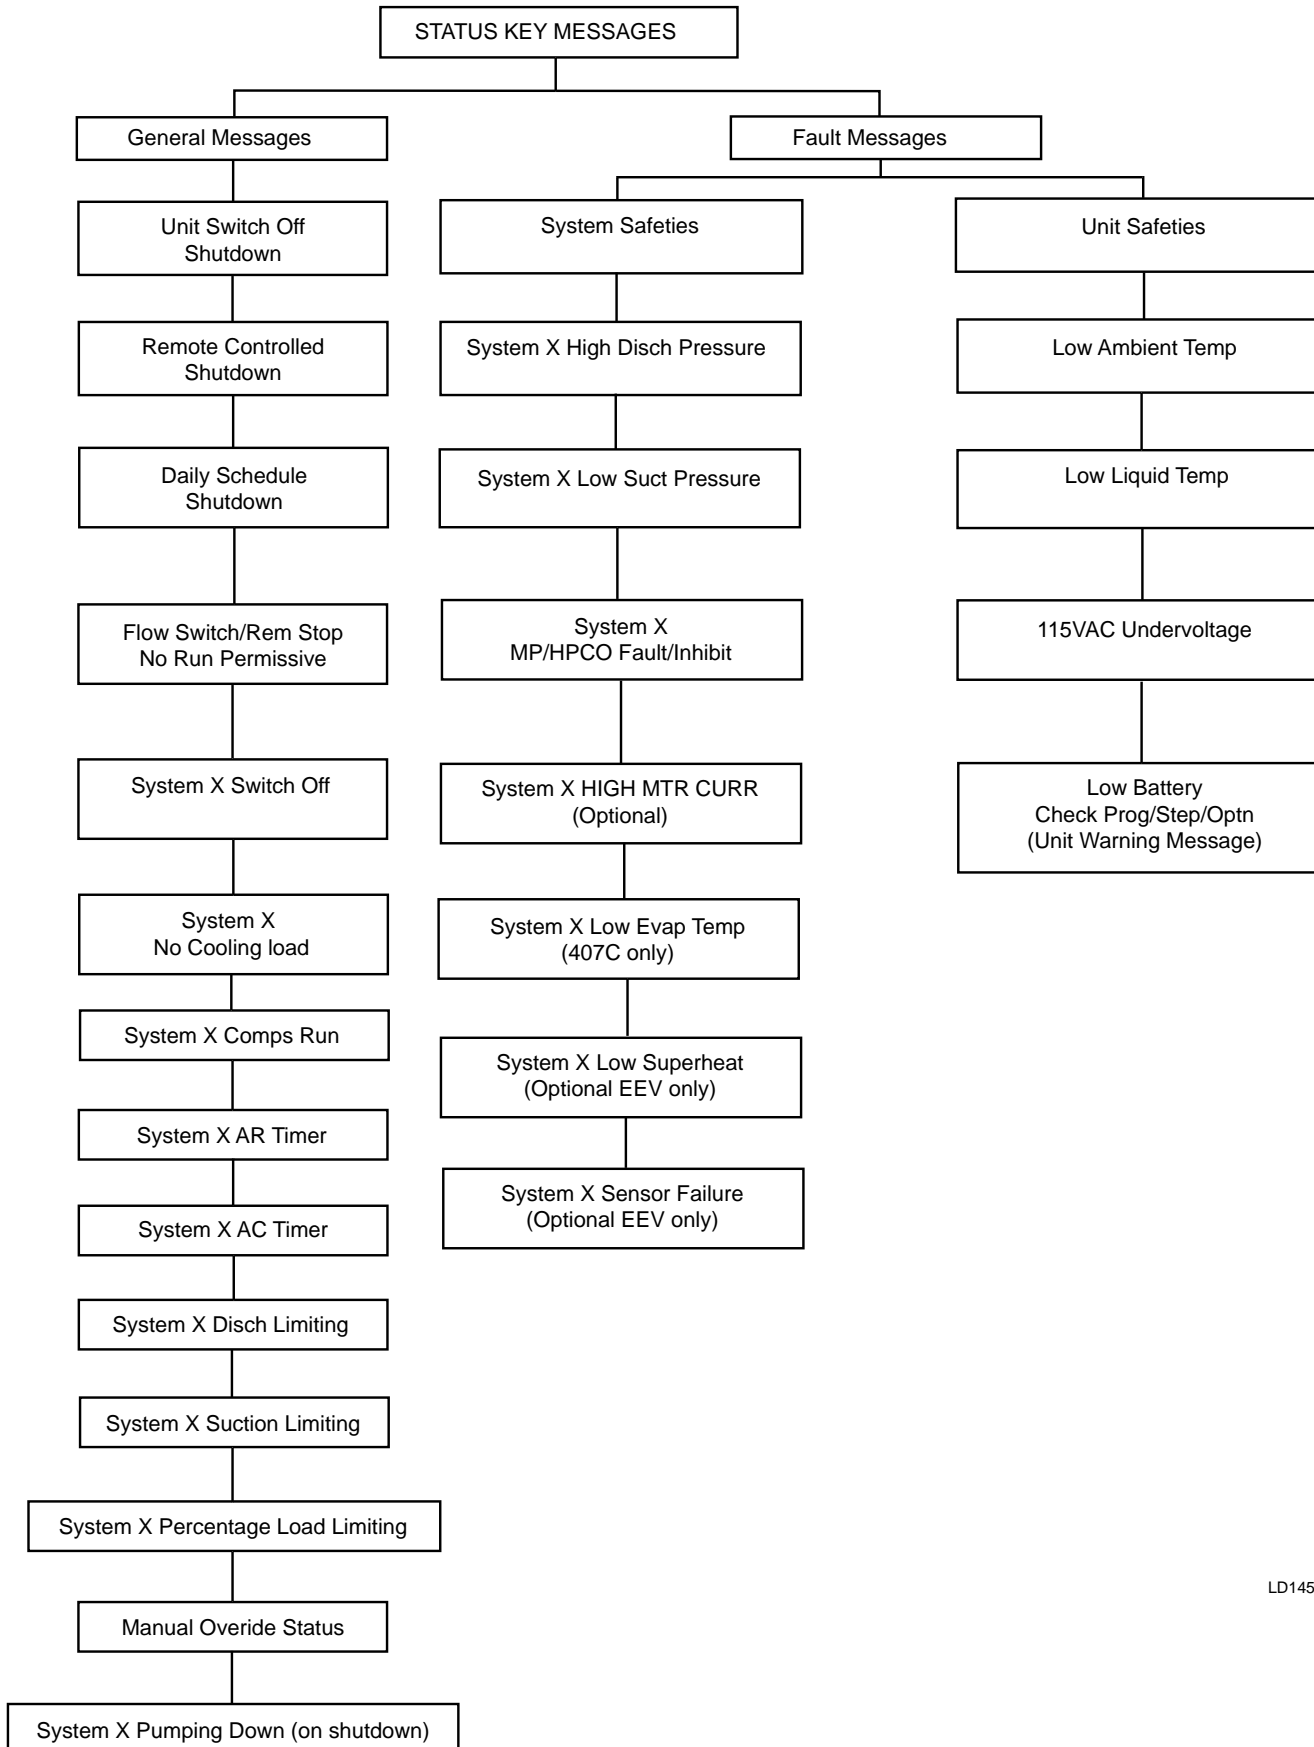 STATUS KEY MESSAGES
General Messages
Unit Switch Off
Shutdown
Remote Controlled
Shutdown
Daily Schedule
Shutdown
Flow Switch/Rem Stop
No Run Permissive
System X Switch Off
System X
No Cooling load
System X Comps Run
System X AR Timer
System X AC Timer
System X Disch Limiting
System X Suction Limiting
System X Percentage Load Limiting
Manual Overide Status
System X Pumping Down (on shutdown)
Fault Messages
System Safeties
System X High Disch Pressure
System X Low Suct Pressure
System X
MP/HPCO Fault/Inhibit
System X HIGH MTR CURR
(Optional)
System X Low Evap Temp
(407C only)
System X Low Superheat
(Optional EEV only)
System X Sensor Failure
(Optional EEV only)
Unit Safeties
Low Ambient Temp
Low Liquid Temp
115VAC Undervoltage
Low Battery
Check Prog/Step/Optn
(Unit Warning Message)
LD145